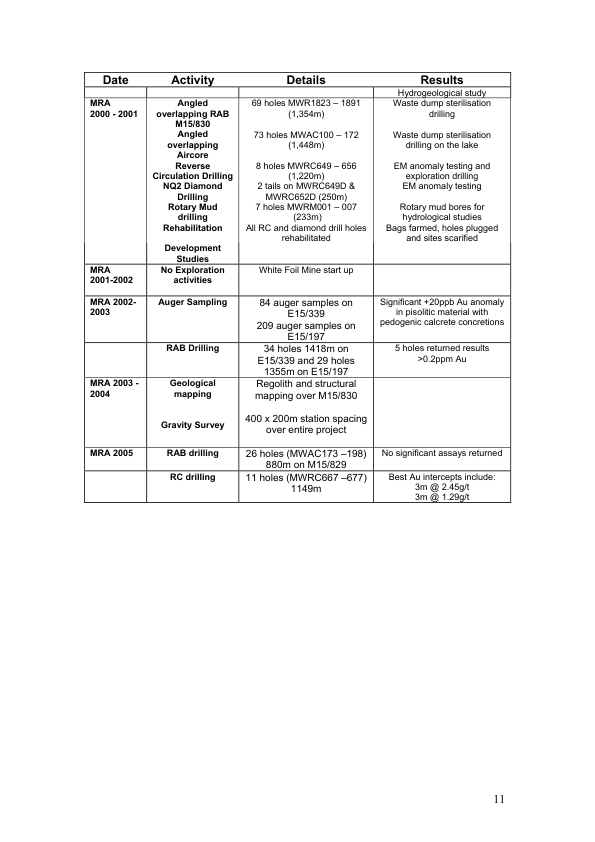 Date Activity Details Results
Hydrogeological study
MRA 2000 - 2001 Angled overlapping RAB M15/830 69 holes MWR1823 – 1891 (1,354m) Waste dump sterilisation drilling
Angled overlapping Aircore 73 holes MWAC100 – 172 (1,448m) Waste dump sterilisation drilling on the lake
Reverse Circulation Drilling 8 holes MWRC649 – 656 (1,220m) EM anomaly testing and exploration drilling
NQ2 Diamond Drilling 2 tails on MWRC649D & MWRC652D (250m) EM anomaly testing
Rotary Mud drilling 7 holes MWRM001 – 007 (233m) Rotary mud bores for hydrological studies
Rehabilitation All RC and diamond drill holes rehabilitated Bags farmed, holes plugged and sites scarified
Development Studies
MRA 2001-2002 No Exploration activities White Foil Mine start up
MRA 2002-2003 Auger Sampling 84 auger samples on E15/339 209 auger samples on E15/197 Significant +20ppb Au anomaly in pisolitic material with pedogenic calcrete concretions
RAB Drilling 34 holes 1418m on E15/339 and 29 holes 1355m on E15/197 5 holes returned results >0.2ppm Au
MRA 2003 - 2004 Geological mapping Regolith and structural mapping over M15/830
Gravity Survey 400 x 200m station spacing over entire project
MRA 2005 RAB drilling 26 holes (MWAC173 –198) 880m on M15/829 No significant assays returned
RC drilling 11 holes (MWRC667 –677) 1149m Best Au intercepts include: 3m @ 2.45g/t 3m @ 1.29g/t
11